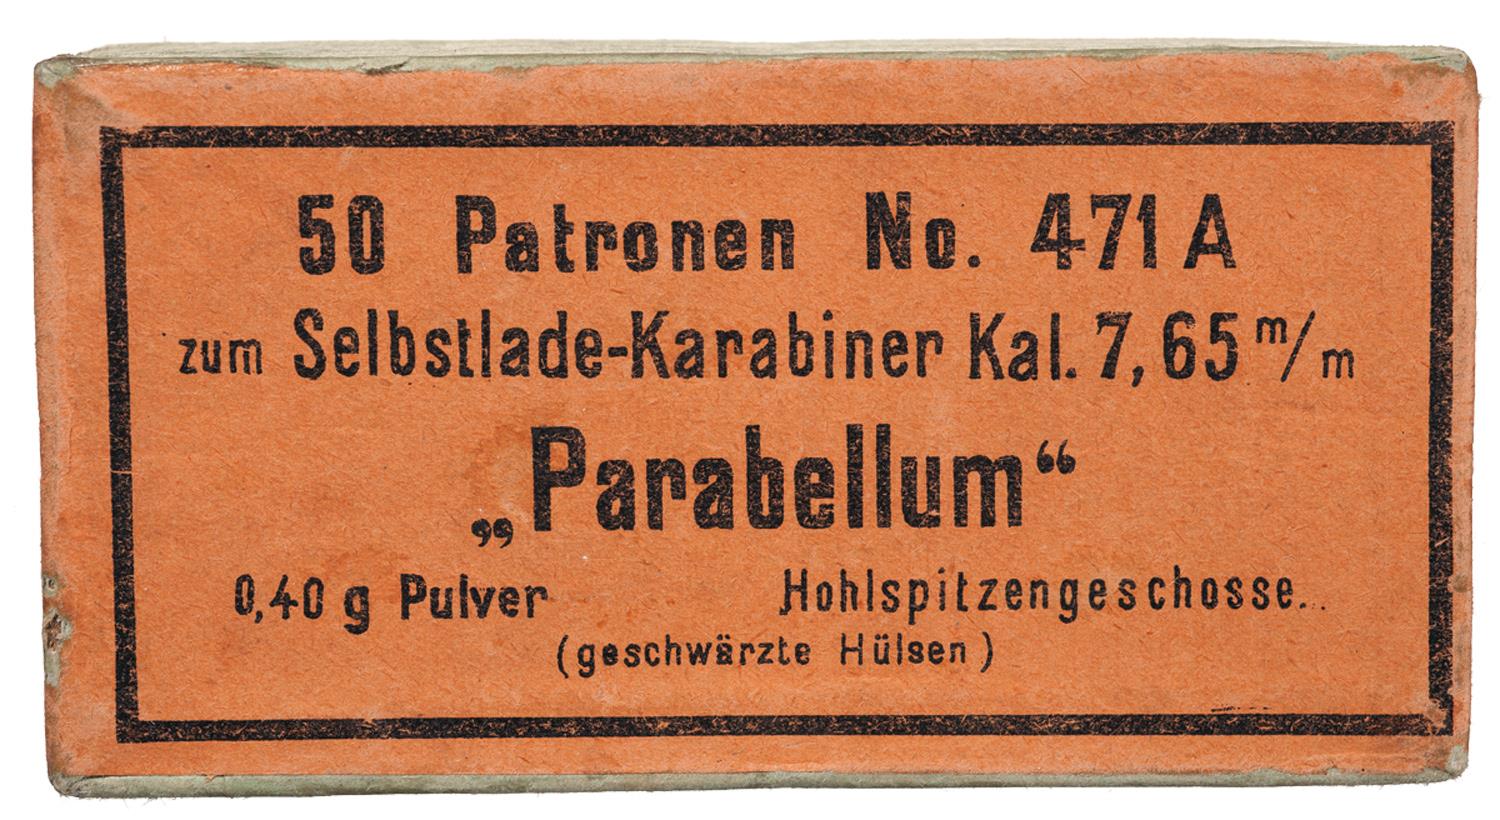 50 Patronen No. 471 A
zum Selbstlade-Karabiner Kal. 7,65 m/m
„Parabellum“
0,40 g Pulver Hohlspitzengeschosse...
(geschwärzte Hülsen)